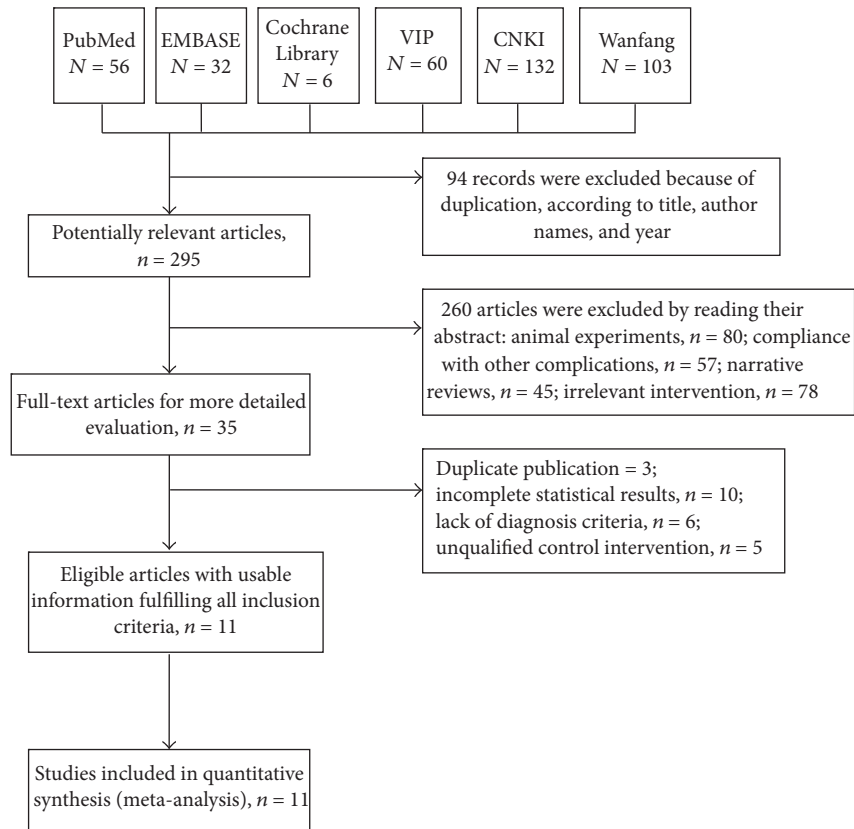 PubMed
N = 56
EMBASE
N = 32
Cochrane
Library
N = 6
VIP
N = 60
CNKI
N = 132
Wanfang
N = 103
94 records were excluded because of
duplication, according to title, author
names, and year
Potentially relevant articles,
n = 295
260 articles were excluded by reading their
abstract: animal experiments, n = 80; compliance
with other complications, n = 57; narrative
reviews, n = 45; irrelevant intervention, n = 78
Full-text articles for more detailed
evaluation, n = 35
Duplicate publication = 3;
incomplete statistical results, n = 10;
lack of diagnosis criteria, n = 6;
unqualified control intervention, n = 5
Eligible articles with usable
information fulfilling all inclusion
criteria, n = 11
Studies included in quantitative
synthesis (meta-analysis), n = 11